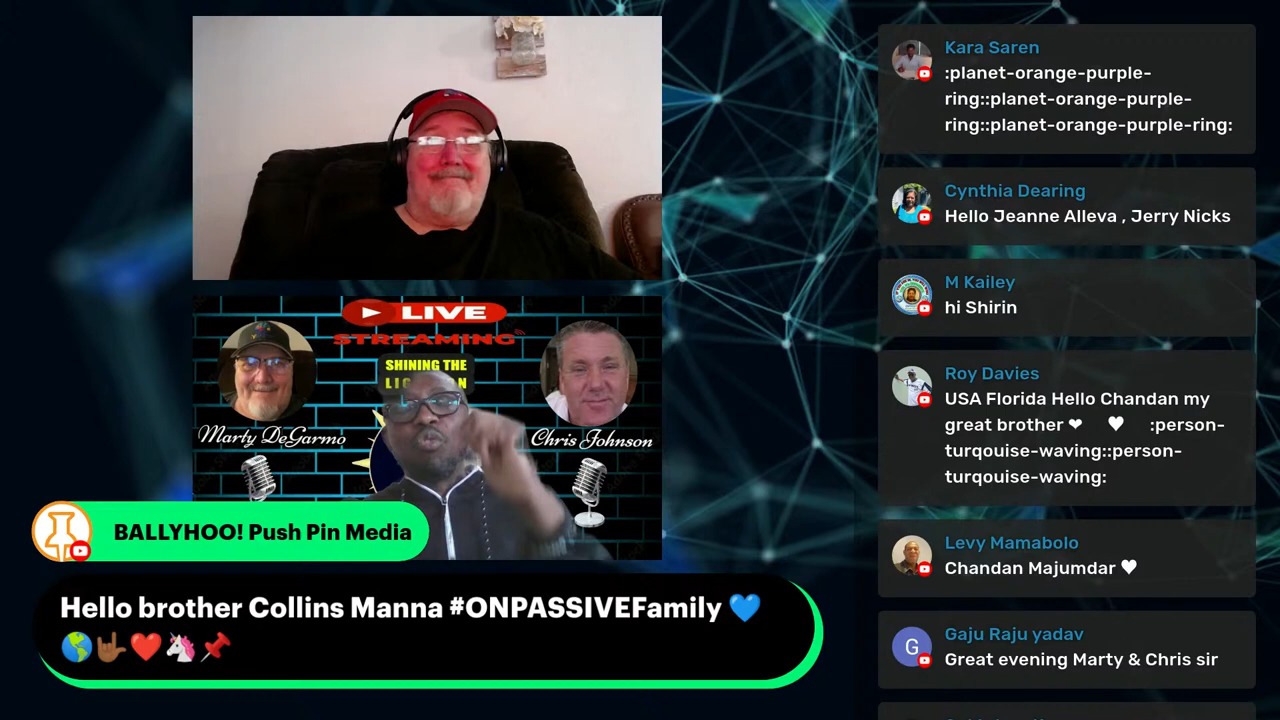 LIVE
STREAMING
SHINING THE
Marty DeGarmo
Chris Johnson
BALLYHOO! Push Pin Media
Hello brother Collins Manna #ONPASSIVEFamily 💙
🌎🤟🏾❤️🦄📌
Kara Saren
:planet-orange-purple-
ring::planet-orange-purple-
ring::planet-orange-purple-ring:
Cynthia Dearing
Hello Jeanne Alleva , Jerry Nicks
M Kailey
hi Shirin
Roy Davies
USA Florida Hello Chandan my
great brother ❤ ♥ :person-
turqouise-waving::person-
turqouise-waving:
Levy Mamabolo
Chandan Majumdar ♥
G
Gaju Raju yadav
Great evening Marty & Chris sir